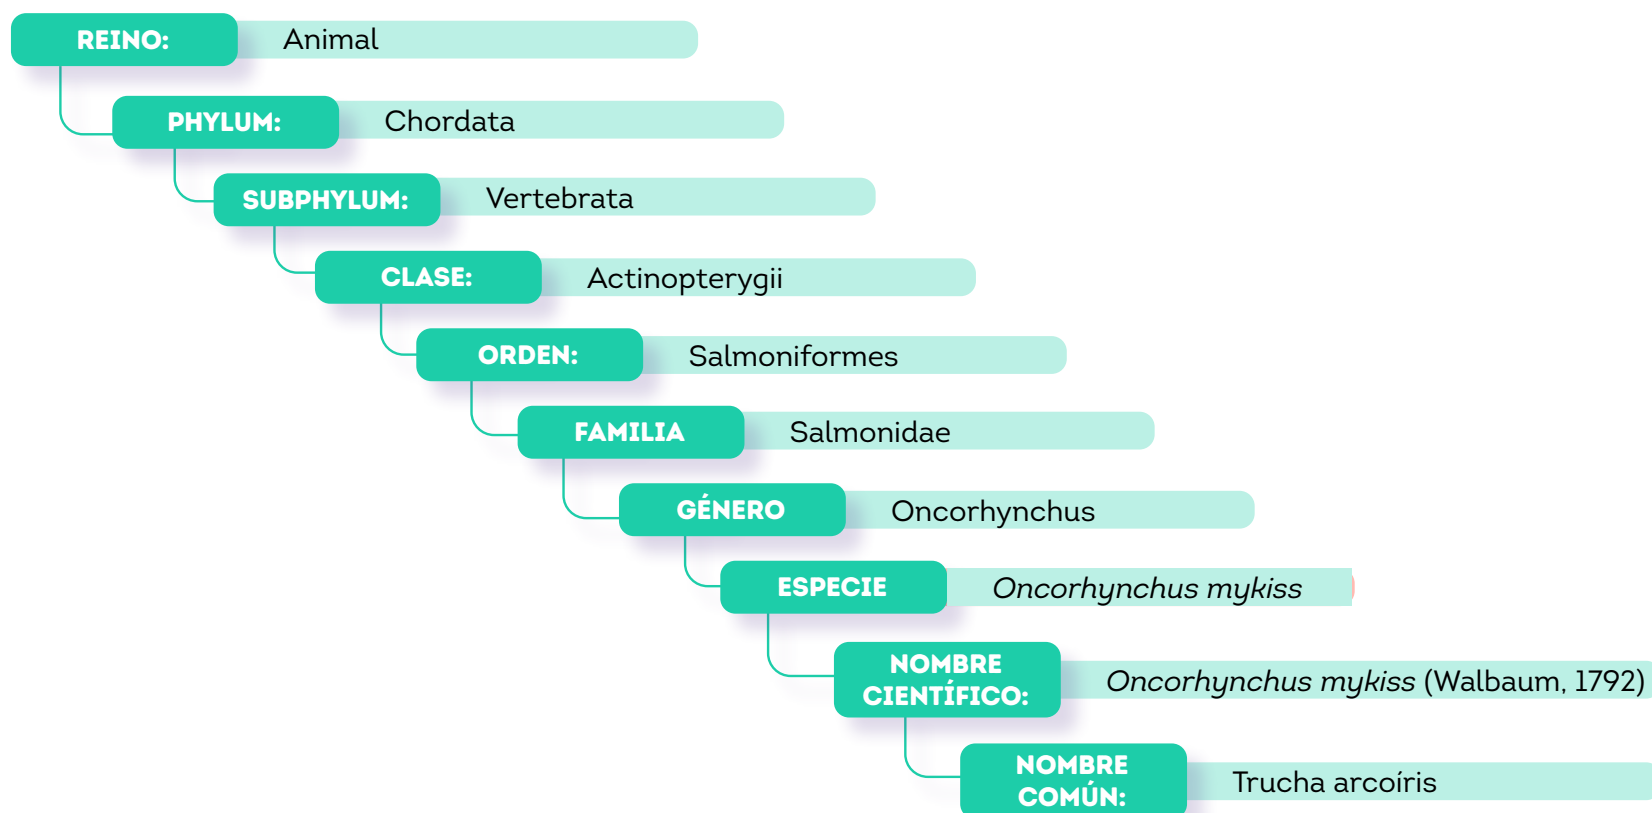 REINO: Animal
PHYLUM: Chordata
SUBPHYLUM: Vertebrata
CLASE: Actinopterygii
ORDEN: Salmoniformes
FAMILIA Salmonidae
GÉNERO Oncorhynchus
ESPECIE Oncorhynchus mykiss
NOMBRE
CIENTÍFICO: Oncorhynchus mykiss (Walbaum, 1792)
NOMBRE
COMÚN: Trucha arcoíris